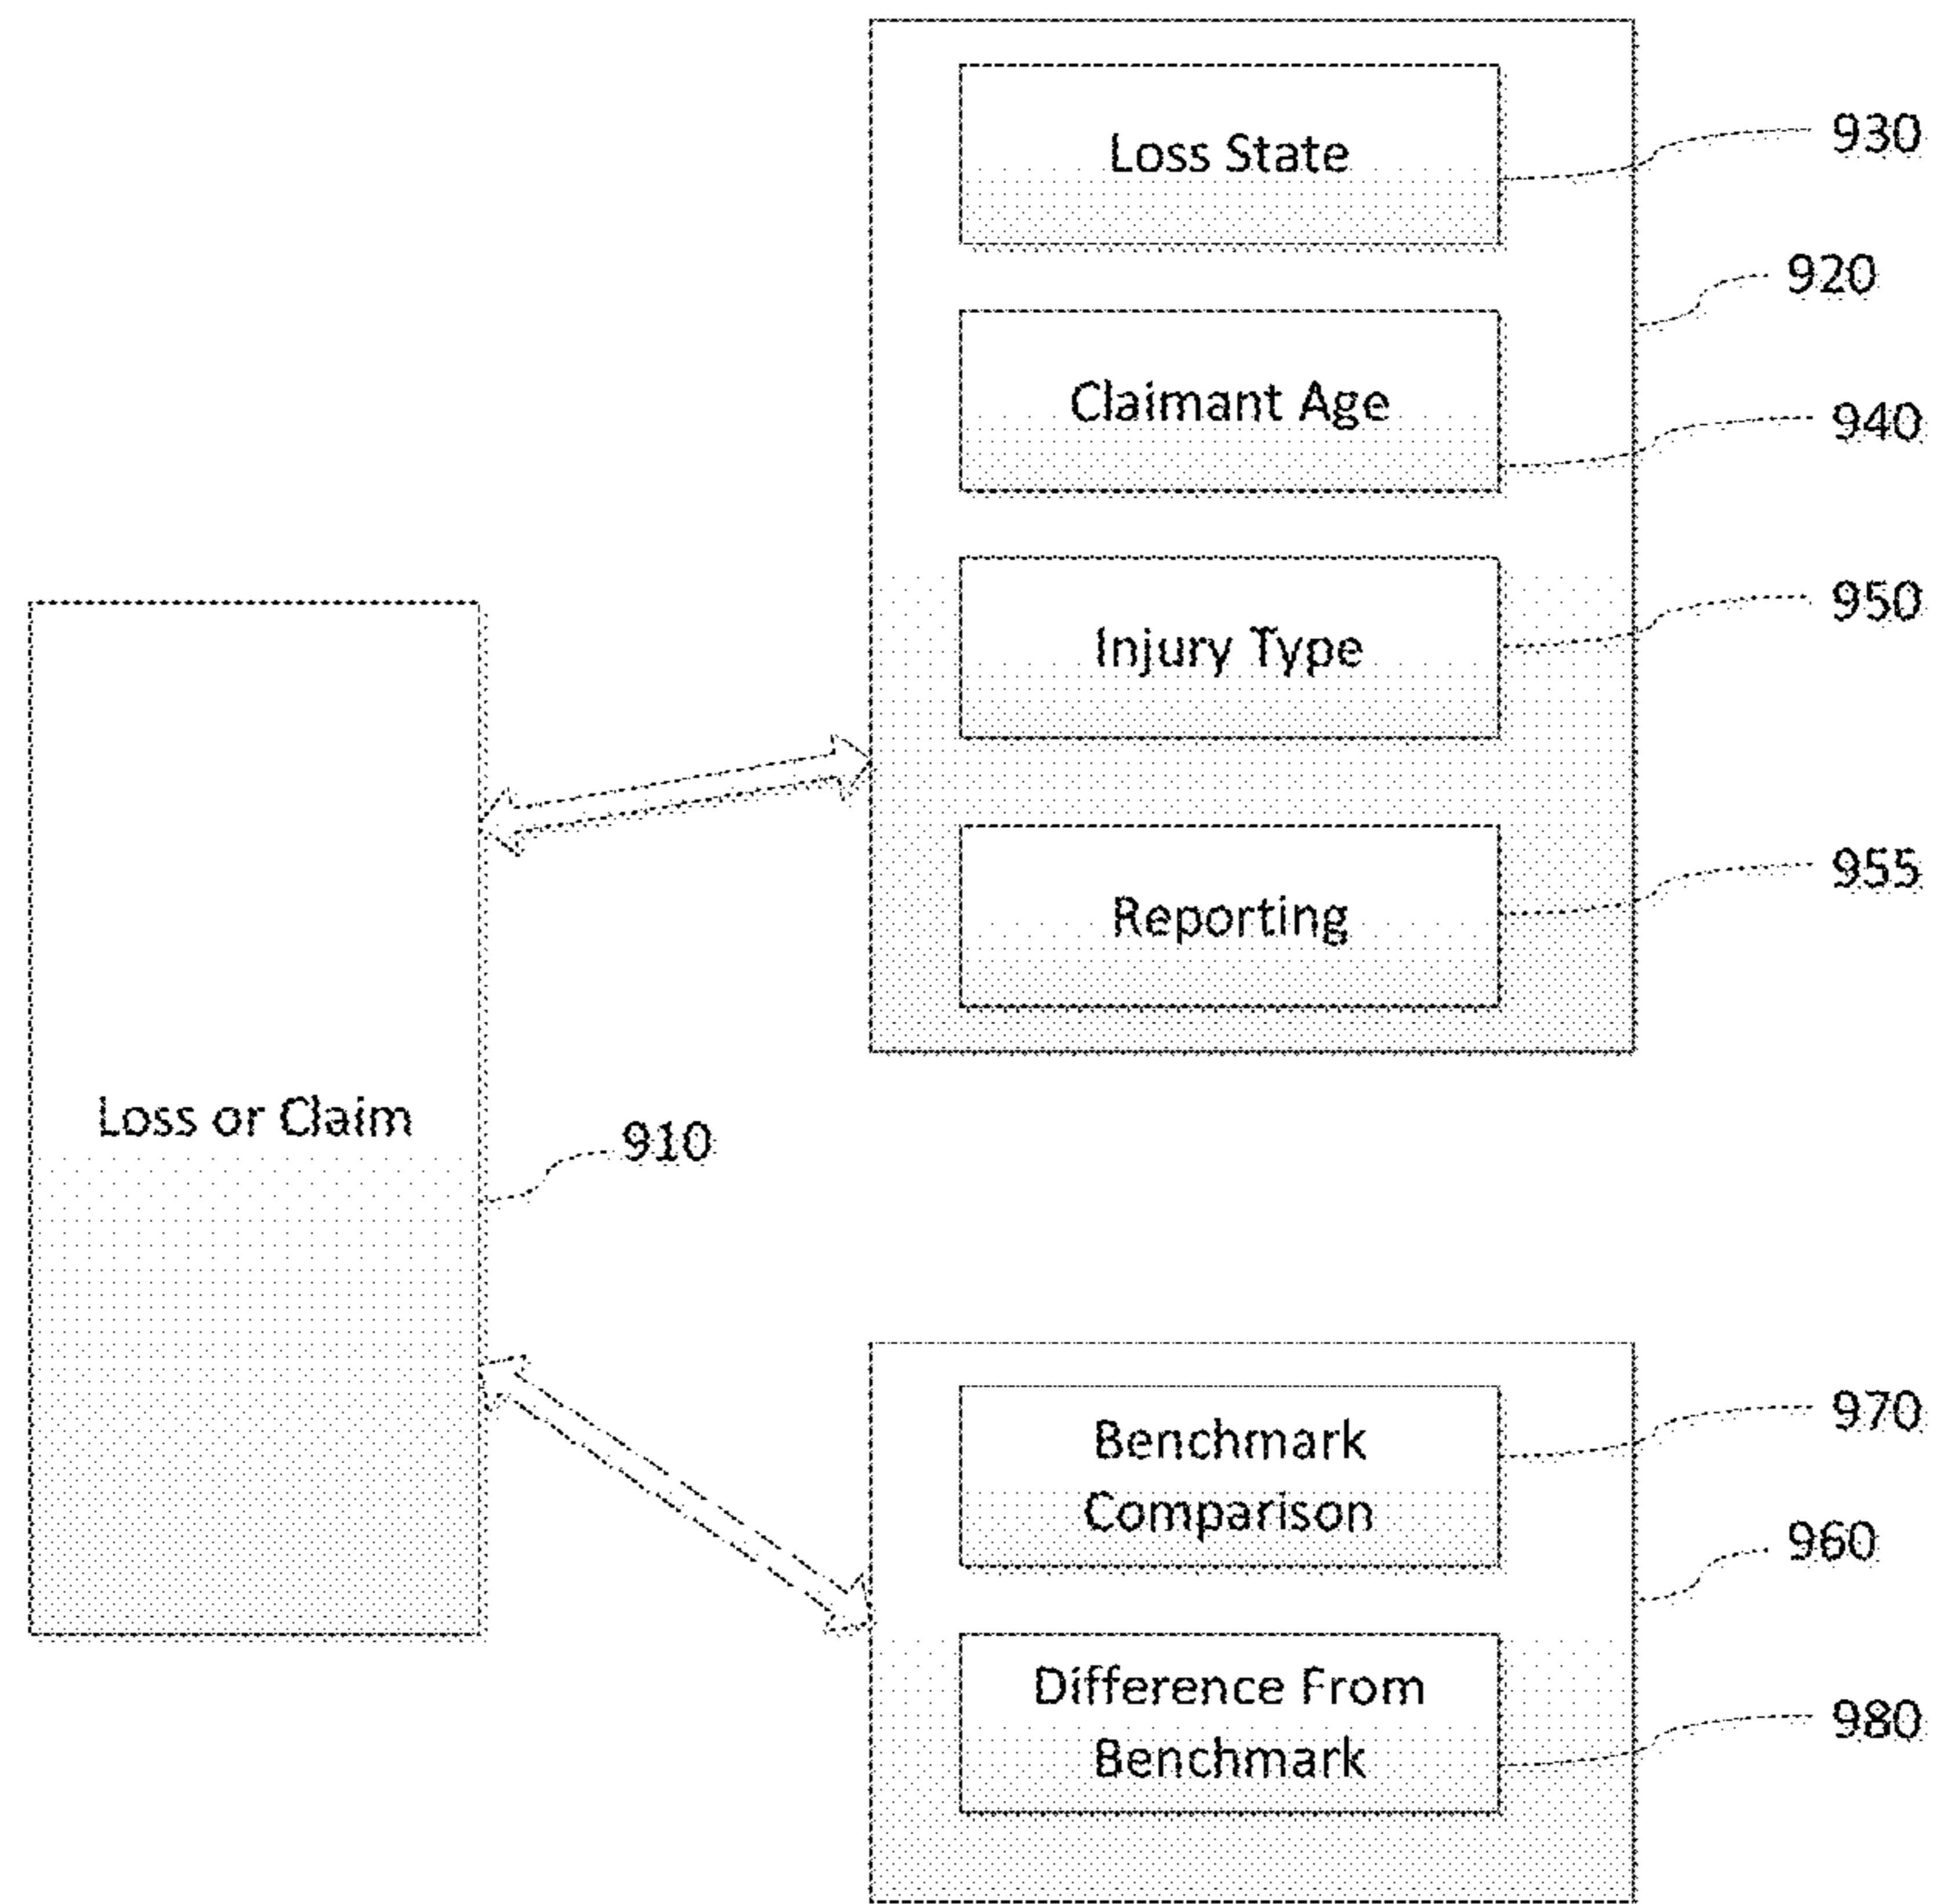 Loss State
930
920
Claimant Age
940
Injury Type
950
Reporting
955
Loss or Claim
910
Benchmark
Comparison
970
960
Difference From
Benchmark
980